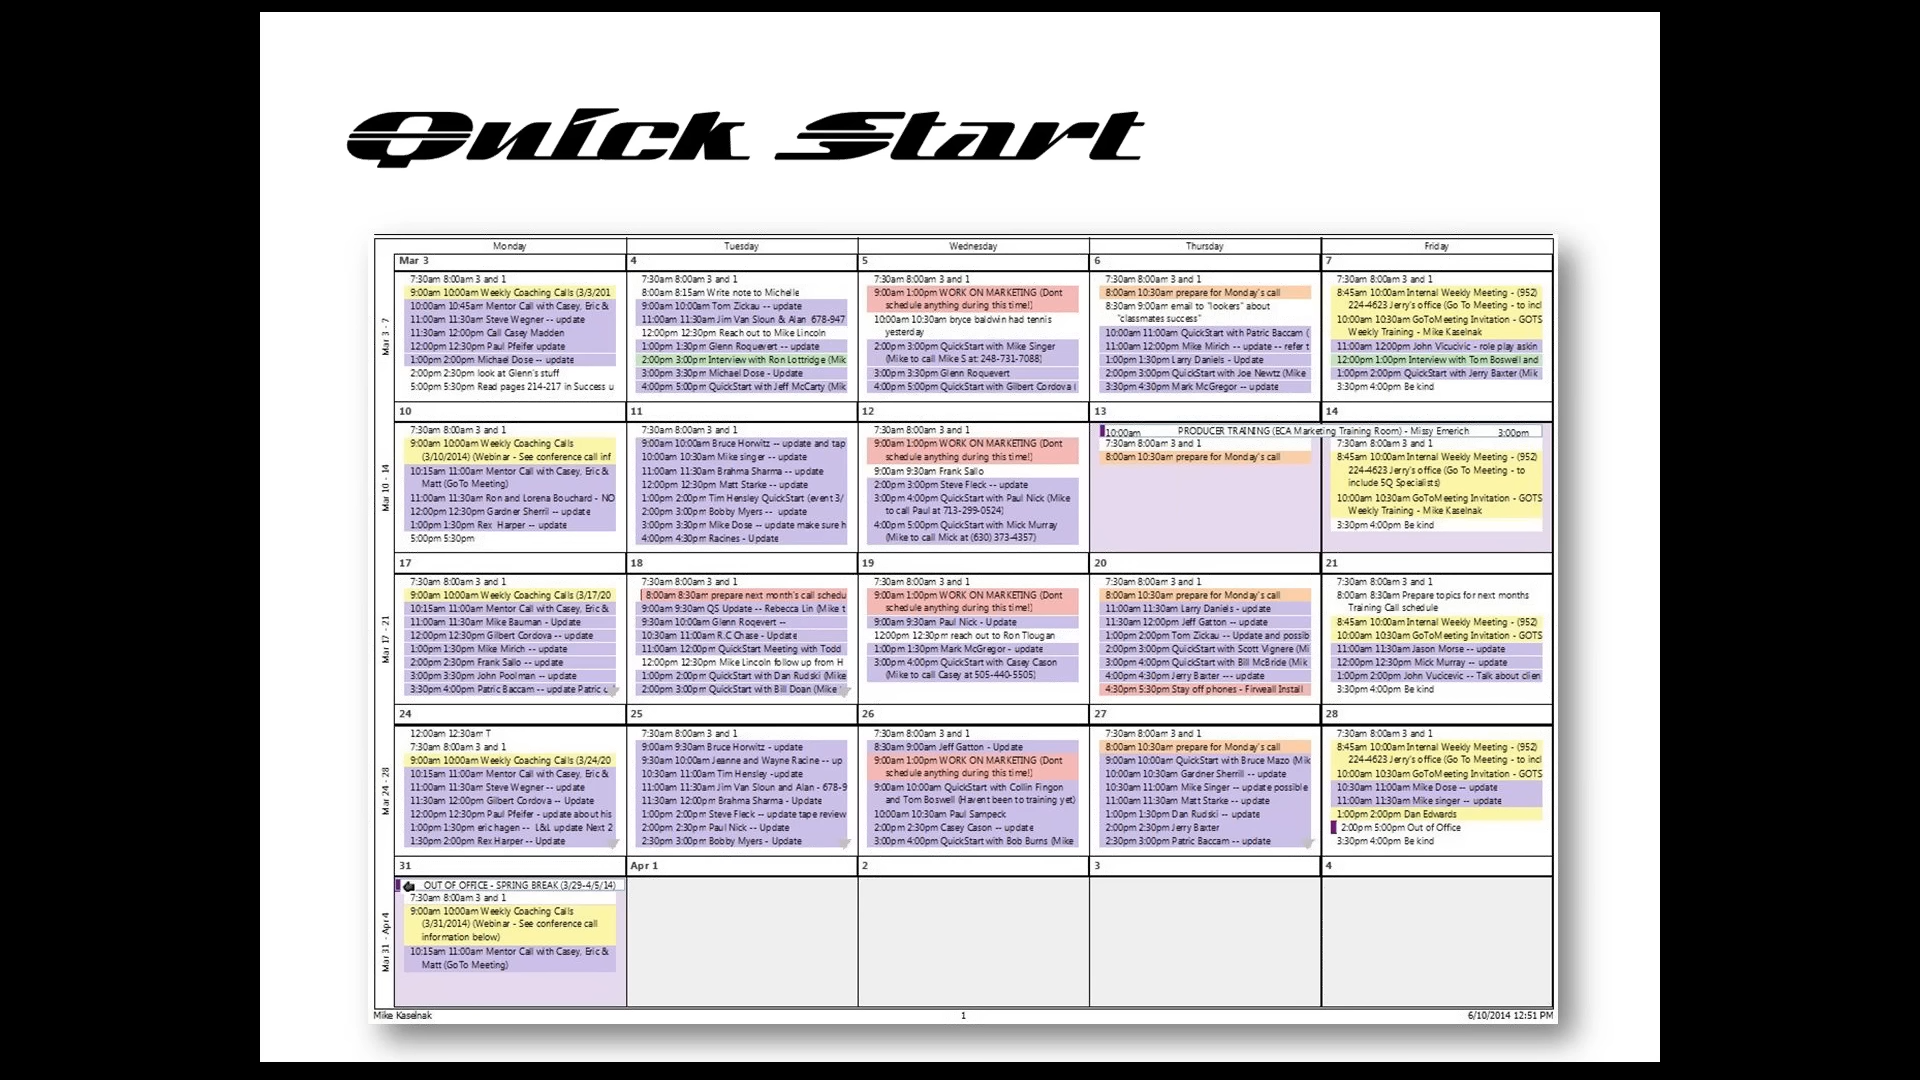 Quick Start
Monday Tuesday Wednesday Thursday Friday
Mar 3 - 7
Mar 3
7:30am 8:00am 3 and 1
9:00am 10:00am Weekly Coaching Calls (3/3/201
10:00am 10:45am Mentor Call with Casey, Eric &
11:00am 11:30am Steve Wegner -- update
11:30am 12:00pm Call Casey Madden
12:00pm 12:30pm Paul Pfeifer update
1:00pm 2:00pm Michael Dose -- update
2:00pm 2:30pm look at Glenn's stuff
5:00pm 5:30pm Read pages 214-217 in Success u
4
7:30am 8:00am 3 and 1
8:00am 8:15am Write note to Michelle
9:00am 10:00am Tom Zickau -- update
11:00am 11:30am Jim Van Sloun & Alan 678-947
12:00pm 12:30pm Reach out to Mike Lincoln
1:00pm 1:30pm Glenn Roquevert -- update
2:00pm 3:00pm Interview with Ron Lottridge (Mik
3:00pm 3:30pm Michael Dose - Update
4:00pm 5:00pm QuickStart with Jeff McCarty (Mik
5
7:30am 8:00am 3 and 1
9:00am 1:00pm WORK ON MARKETING (Dont
schedule anything during this time!)
10:00am 10:30am bryce baldwin had tennis
yesterday
2:00pm 3:00pm QuickStart with Mike Singer
(Mike to call Mike S at: 248-731-7088)
3:00pm 3:30pm Glenn Roquevert
4:00pm 5:00pm QuickStart with Gilbert Cordova (
6
7:30am 8:00am 3 and 1
8:00am 10:30am prepare for Monday's call
8:30am 9:00am email to "lookers" about
"classmates success"
10:00am 11:00am QuickStart with Patric Baccam (
11:00am 12:00pm Mike Mirich -- update -- refer t
1:00pm 1:30pm Larry Daniels - Update
2:00pm 3:00pm QuickStart with Joe Newtz (Mike
3:30pm 4:30pm Mark McGregor -- update
7
7:30am 8:00am 3 and 1
8:45am 10:00am Internal Weekly Meeting - (952)
224-4623 Jerry's office (Go To Meeting - to incl
10:00am 10:30am GoToMeeting Invitation - GOTS
Weekly Training - Mike Kaselnak
11:00am 12:00pm John Vicucivic - role play askin
12:00pm 1:00pm Interview with Tom Boswell and
1:00pm 2:00pm QuickStart with Jerry Baxter (Mik
3:30pm 4:00pm Be kind
Mar 10 - 14
10
7:30am 8:00am 3 and 1
9:00am 10:00am Weekly Coaching Calls
(3/10/2014) (Webinar - See conference call inf
10:15am 11:00am Mentor Call with Casey, Eric &
Matt (GoTo Meeting)
11:00am 11:30am Ron and Lorena Bouchard - NO
12:00pm 12:30pm Gardner Sherril -- update
1:00pm 1:30pm Rex Harper -- update
5:00pm 5:30pm
11
7:30am 8:00am 3 and 1
9:00am 10:00am Bruce Horwitz -- update and tap
10:00am 10:30am Mike singer -- update
11:00am 11:30am Brahma Sharma -- update
12:00pm 12:30pm Matt Starke -- update
1:00pm 2:00pm Tim Hensley QuickStart (event 3/
2:00pm 3:00pm Bobby Myers -- update
3:00pm 3:30pm Mike Dose -- update make sure h
4:00pm 4:30pm Racines - Update
12
7:30am 8:00am 3 and 1
9:00am 1:00pm WORK ON MARKETING (Dont
schedule anything during this time!)
9:00am 9:30am Frank Sallo
2:00pm 3:00pm Steve Fleck -- update
3:00pm 4:00pm QuickStart with Paul Nick (Mike
to call Paul at 713-299-0524)
4:00pm 5:00pm QuickStart with Mick Murray
(Mike to call Mick at (630) 373-4357)
13
10:00am PRODUCER TRAINING (ECA Marketing Training Room) - Missy Emerich 3:00pm
7:30am 8:00am 3 and 1
8:00am 10:30am prepare for Monday's call
14
7:30am 8:00am 3 and 1
8:45am 10:00am Internal Weekly Meeting - (952)
224-4623 Jerry's office (Go To Meeting - to
include 5Q Specialists)
10:00am 10:30am GoToMeeting Invitation - GOTS
Weekly Training - Mike Kaselnak
3:30pm 4:00pm Be kind
Mar 17 - 21
17
7:30am 8:00am 3 and 1
9:00am 10:00am Weekly Coaching Calls (3/17/20
10:15am 11:00am Mentor Call with Casey, Eric &
11:00am 11:30am Mike Bauman - Update
12:00pm 12:30pm Gilbert Cordova -- update
1:00pm 1:30pm Mike Mirich -- update
2:00pm 2:30pm Frank Sallo -- update
3:00pm 3:30pm John Poolman -- update
3:30pm 4:00pm Patric Baccam -- update Patric c
18
7:30am 8:00am 3 and 1
8:00am 8:30am prepare next month's call schedu
9:00am 9:30am QS Update -- Rebecca Lin (Mike t
9:30am 10:00am Glenn Roqevert --
10:30am 11:00am R.C Chase - Update
11:00am 12:00pm QuickStart Meeting with Todd
12:00pm 12:30pm Mike Lincoln follow up from H
1:00pm 2:00pm QuickStart with Dan Rudski (Mike
2:00pm 3:00pm QuickStart with Bill Doan (Mike
19
7:30am 8:00am 3 and 1
9:00am 1:00pm WORK ON MARKETING (Dont
schedule anything during this time!)
9:00am 9:30am Paul Nick - Update
12:00pm 12:30pm reach out to Ron Tlougan
1:00pm 1:30pm Mark McGregor - update
3:00pm 4:00pm QuickStart with Casey Cason
(Mike to call Casey at 505-440-5505)
20
7:30am 8:00am 3 and 1
8:00am 10:30am prepare for Monday's call
11:00am 11:30am Larry Daniels - update
11:30am 12:00pm Jeff Gatton -- update
1:00pm 2:00pm Tom Zickau -- Update and possib
2:00pm 3:00pm QuickStart with Scott Vignere (Mi
3:00pm 4:00pm QuickStart with Bill McBride (Mik
4:00pm 4:30pm Jerry Baxter --- update
4:30pm 5:30pm Stay off phones - Firweall Install
21
7:30am 8:00am 3 and 1
8:00am 8:30am Prepare topics for next months
Training Call schedule
8:45am 10:00am Internal Weekly Meeting - (952)
10:00am 10:30am GoToMeeting Invitation - GOTS
11:00am 11:30am Jason Morse -- update
12:00pm 12:30pm Mick Murray -- update
1:00pm 2:00pm John Vucicevic -- Talk about clien
3:30pm 4:00pm Be kind
Mar 24 - 28
24
12:00am 12:30am T
7:30am 8:00am 3 and 1
9:00am 10:00am Weekly Coaching Calls (3/24/20
10:15am 11:00am Mentor Call with Casey, Eric &
11:00am 11:30am Steve Wegner -- update
11:30am 12:00pm Gilbert Cordova -- Update
12:00pm 12:30pm Paul Pfeifer - update about his
1:00pm 1:30pm eric hagen -- L&L update Next 2
1:30pm 2:00pm Rex Harper -- Update
25
7:30am 8:00am 3 and 1
9:00am 9:30am Bruce Horwitz - update
9:30am 10:00am Jeanne and Wayne Racine -- up
10:30am 11:00am Tim Hensley -update
11:00am 11:30am Jim Van Sloun and Alan - 678-9
11:30am 12:00pm Brahma Sharma - Update
1:00pm 2:00pm Steve Fleck -- update tape review
2:00pm 2:30pm Paul Nick -- Update
2:30pm 3:00pm Bobby Myers - Update
26
7:30am 8:00am 3 and 1
8:30am 9:00am Jeff Gatton - Update
9:00am 1:00pm WORK ON MARKETING (Dont
schedule anything during this time!)
9:00am 10:00am QuickStart with Collin Fingon
and Tom Boswell (Havent been to training yet)
10:00am 10:30am Paul Sampeck
2:00pm 2:30pm Casey Cason -- update
3:00pm 4:00pm QuickStart with Bob Burns (Mike
27
7:30am 8:00am 3 and 1
8:00am 10:30am prepare for Monday's call
9:00am 10:00am QuickStart with Bruce Mazo (Mik
10:00am 10:30am Gardner Sherrill -- update
10:30am 11:00am Mike Singer -- update possible
11:00am 11:30am Matt Starke -- update
1:00pm 1:30pm Dan Rudski -- update
2:00pm 2:30pm Jerry Baxter
2:30pm 3:00pm Patric Baccam -- update
28
7:30am 8:00am 3 and 1
8:45am 10:00am Internal Weekly Meeting - (952)
224-4623 Jerry's office (Go To Meeting - to incl
10:00am 10:30am GoToMeeting Invitation - GOTS
10:30am 11:00am Mike Dose -- update
11:00am 11:30am Mike singer -- update
1:00pm 2:00pm Dan Edwards
2:00pm 5:00pm Out of Office
3:30pm 4:00pm Be kind
Mar 31 - Apr 4
31
OUT OF OFFICE - SPRING BREAK (3/29-4/5/14)
7:30am 8:00am 3 and 1
9:00am 10:00am Weekly Coaching Calls
(3/31/2014) (Webinar - See conference call
information below)
10:15am 11:00am Mentor Call with Casey, Eric &
Matt (GoTo Meeting)
Apr 1
2
3
4
Mike Kaselnak 1 6/10/2014 12:51 PM